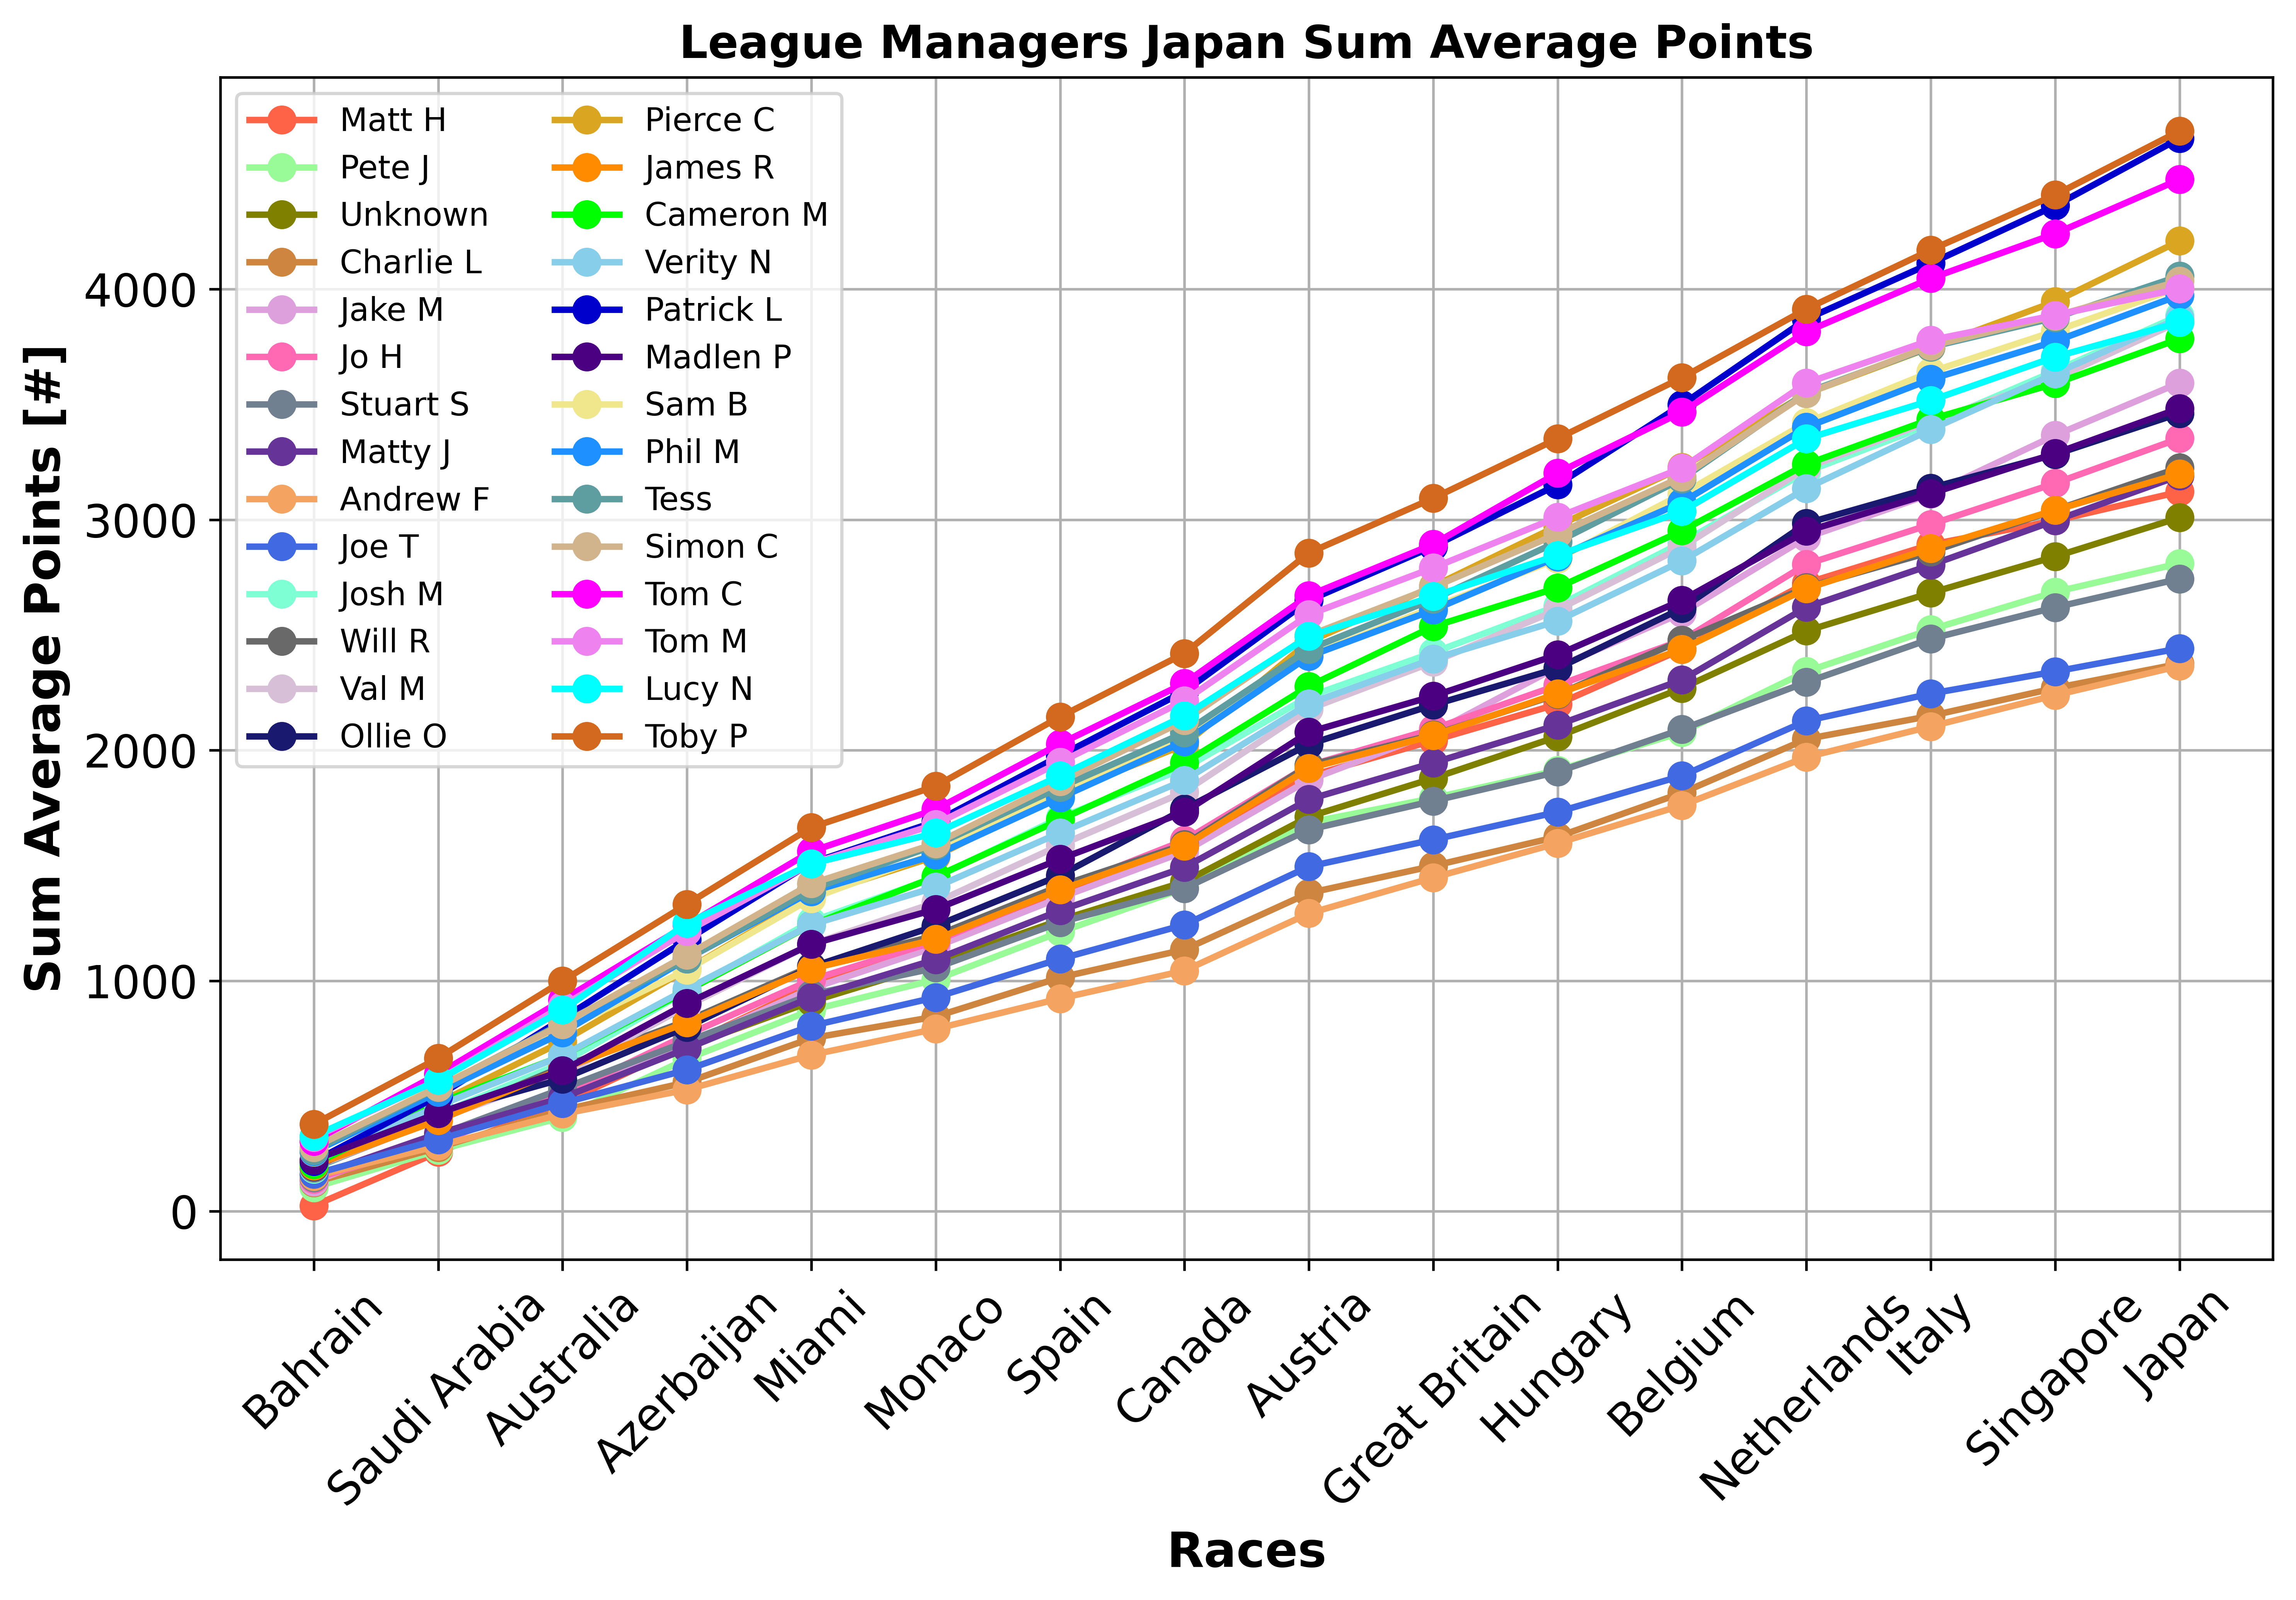 League Managers Japan Sum Average Points
Sum Average Points [#]
4000
3000
2000
1000
0
Matt H
Pete J
Unknown
Charlie L
Jake M
Jo H
Stuart S
Matty J
Andrew F
Joe T
Josh M
Will R
Val M
Ollie O
Pierce C
James R
Cameron M
Verity N
Patrick L
Madlen P
Sam B
Phil M
Tess
Simon C
Tom C
Tom M
Lucy N
Toby P
Bahrain
Saudi Arabia
Australia
Azerbaijan
Miami
Monaco
Spain
Canada
Austria
Great Britain
Hungary
Belgium
Netherlands
Italy
Singapore
Japan
Races